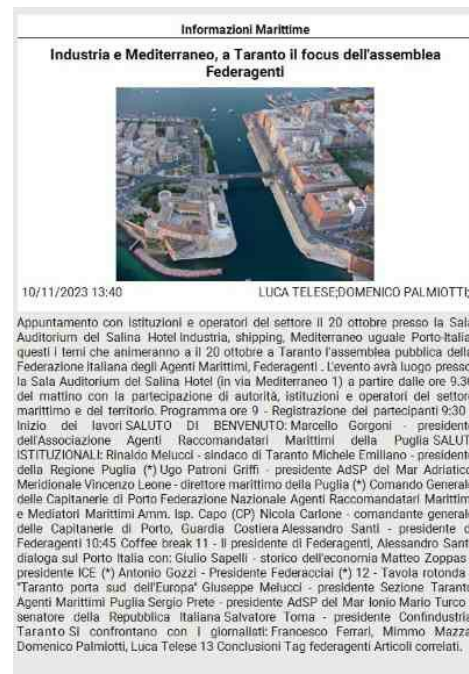 Informazioni Marittime
Industria e Mediterraneo, a Taranto il focus dell'assemblea
Federagenti
10/11/2023 13:40
LUCA TELESE;DOMENICO PALMIOTTI;
Appuntamento con istituzioni e operatori del settore il 20 ottobre presso la Sala
Auditorium del Salina Hotel Industria, shipping, Mediterraneo uguale Porto-Italia
questi i temi che animeranno a il 20 ottobre a Taranto l'assemblea pubblica della
Federazione Italiana degli Agenti Marittimi, Federagenti . L'evento avrà luogo presso
la Sala Auditorium del Salina Hotel (in via Mediterraneo 1) a partire dalle ore 9.30
del mattino con la partecipazione di autorità, istituzioni e operatori del settore
marittimo e del territorio. Programma ore 9 - Registrazione dei partecipanti 9:30
Inizio dei lavori SALUTO DI BENVENUTO: Marcello Gorgoni - presidente
dell'Associazione Agenti Raccomandatari Marittimi della Puglia SALUT
ISTITUZIONALI: Rinaldo Melucci - sindaco di Taranto Michele Emiliano - presidente
della Regione Puglia (*) Ugo Patroni Griffi - presidente AdSP del Mar Adriatico
Meridionale Vincenzo Leone - direttore marittimo della Puglia (*) Comando Generale
delle Capitanerie di Porto Federazione Nazionale Agenti Raccomandatari Marittimi
e Mediatori Marittimi Amm. Isp. Capo (CP) Nicola Carlone - comandante generale
delle Capitanerie di Porto, Guardia Costiera Alessandro Santi - presidente d
Federagenti 10:45 Coffee break 11 - Il presidente di Federagenti, Alessandro Santi
dialoga sul Porto Italia con: Giulio Sapelli - storico dell'economia Matteo Zoppas
presidente ICE (*) Antonio Gozzi - Presidente Federacciai (*) 12 - Tavola rotonda
"Taranto porta sud dell'Europa" Giuseppe Melucci - presidente Sezione Taranto
Agenti Marittimi Puglia Sergio Prete - presidente AdSP del Mar Ionio Mario Turco
senatore della Repubblica Italiana Salvatore Toma - presidente Confindustria
Taranto Si confrontano con i giornalisti: Francesco Ferrari, Mimmo Mazza
Domenico Palmiotti, Luca Telese 13 Conclusioni Tag federagenti Articoli correlati.